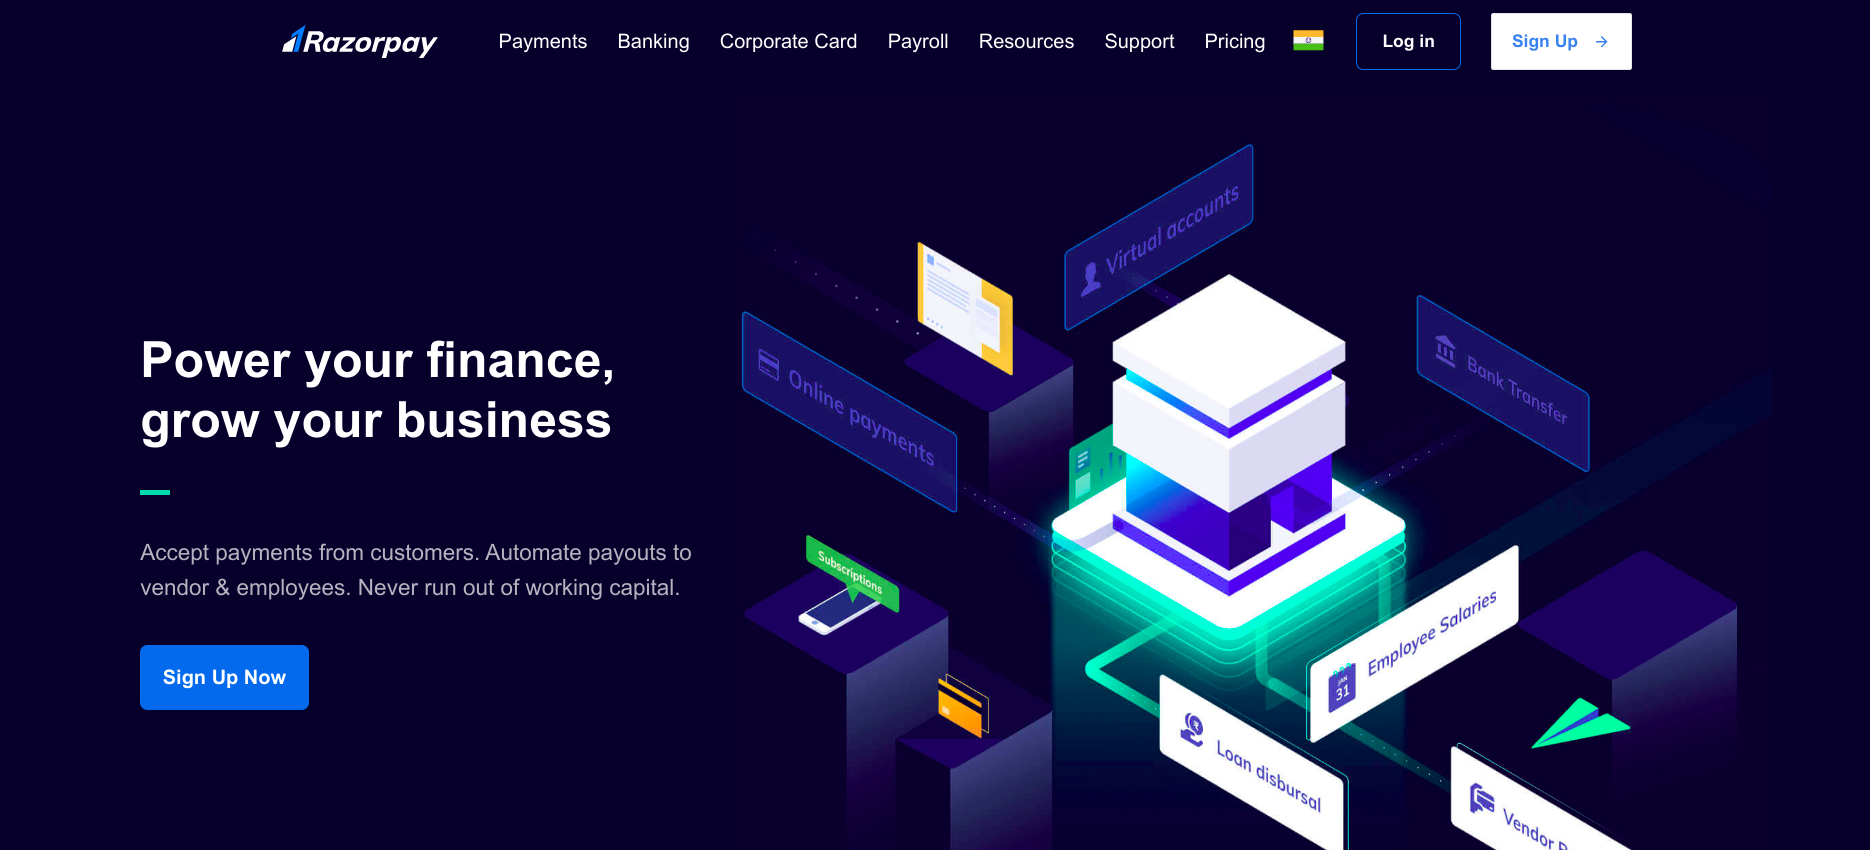 Razorpay
Payments
Banking
Corporate Card
Payroll
Resources
Support
Pricing
Log in
Sign Up
Power your finance,
grow your business
Accept payments from customers. Automate payouts to
vendor & employees. Never run out of working capital.
Sign Up Now
Virtual accounts
Online payments
Bank Transfer
Subscriptions
Employee Salaries
JAN
31
Loan disbursal
Vendor